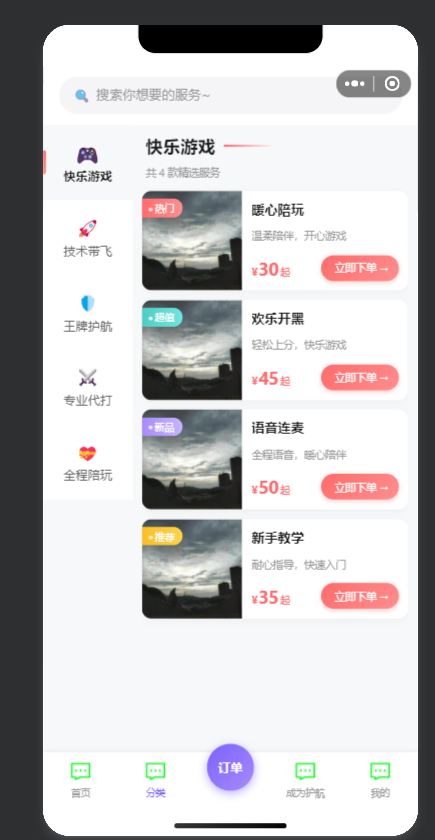 搜索你想要的服务~
快乐游戏
技术带飞
王牌护航
专业代打
全程陪玩
快乐游戏
共 4 款精选服务
热门
暖心陪玩
温柔陪伴，开心游戏
¥30起
立即下单→
超值
欢乐开黑
轻松上分，快乐游戏
¥45起
立即下单→
新品
语音连麦
全程语音，暖心陪伴
¥50起
立即下单→
推荐
新手教学
耐心指导，快速入门
¥35起
立即下单→
首页
分类
订单
成为护航
我的